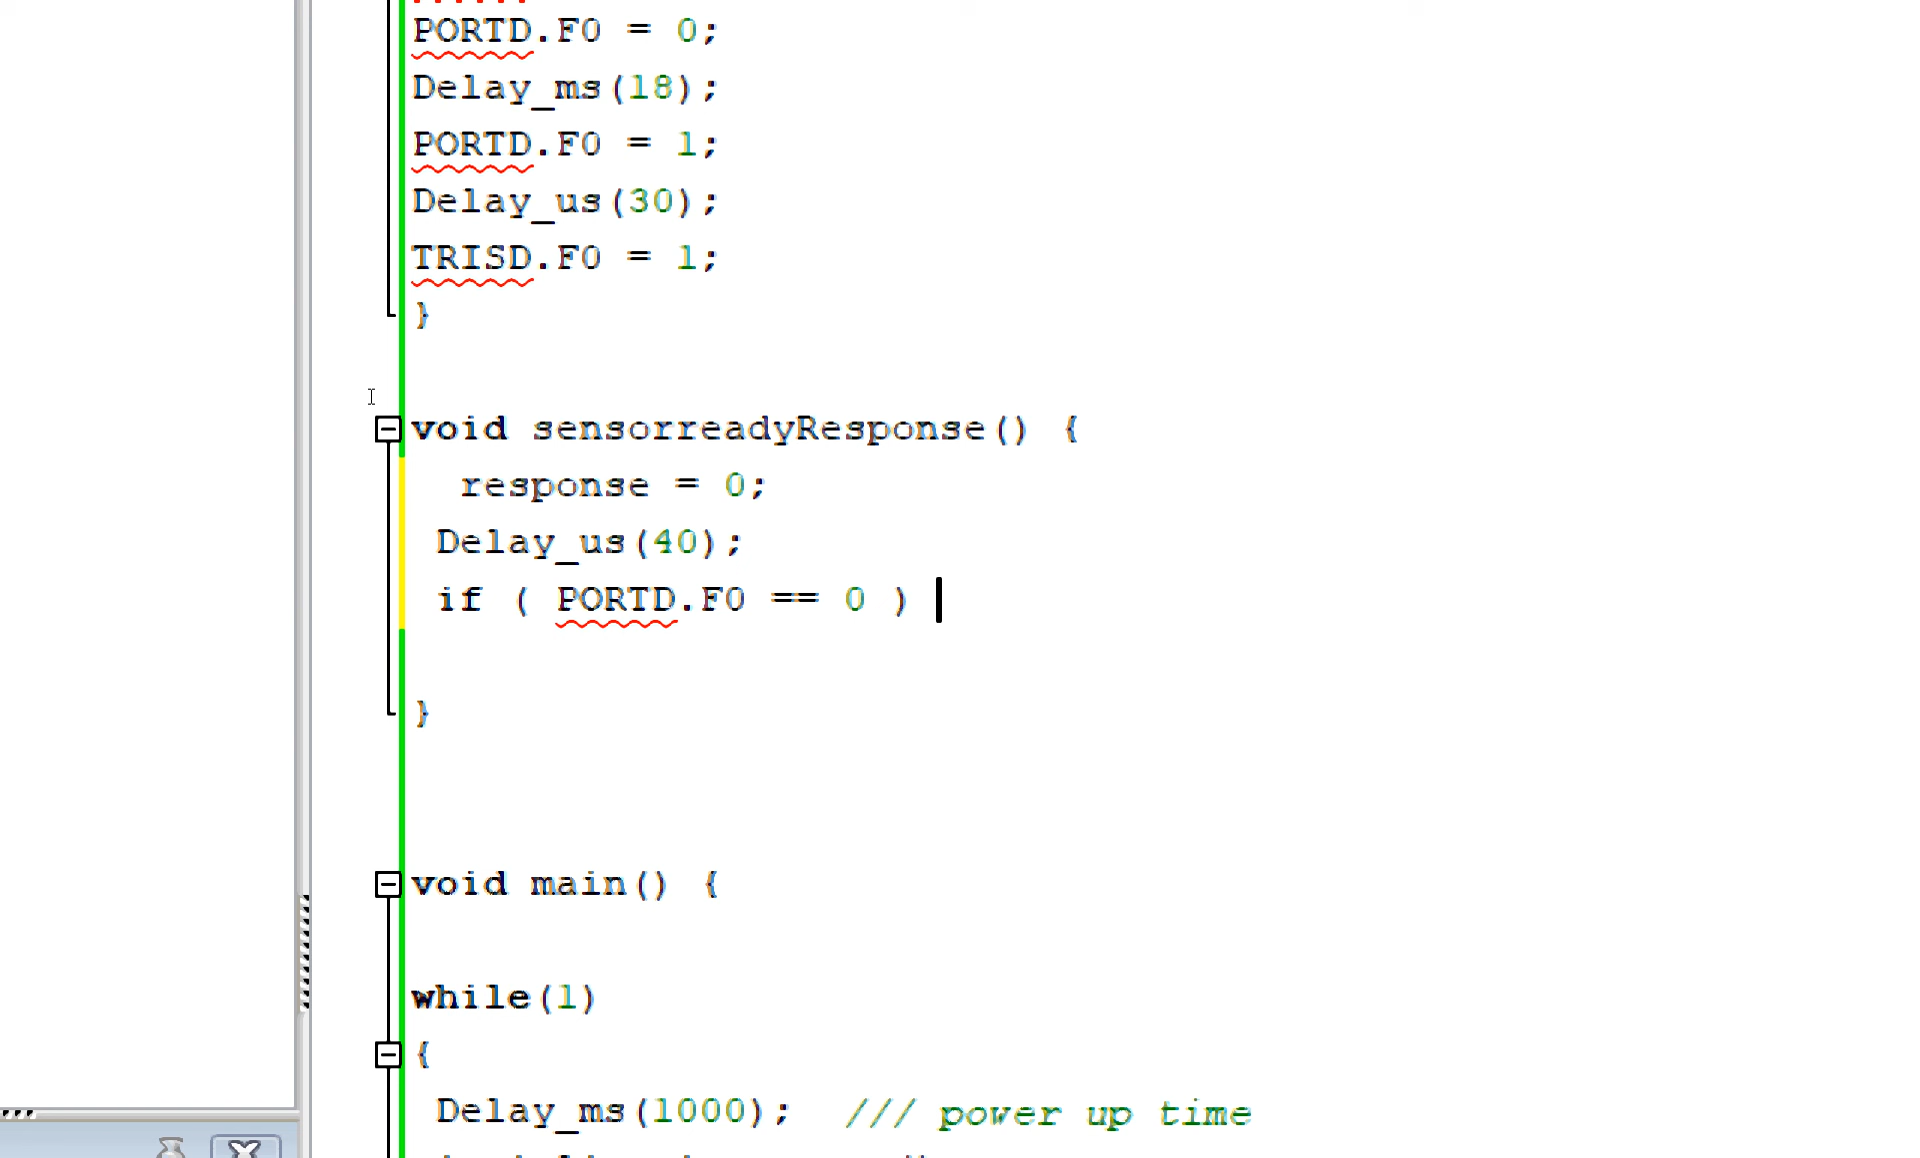 PORTD.F0 = 0;
Delay_ms(18);
PORTD.F0 = 1;
Delay_us(30);
TRISD.F0 = 1;
}
void sensorreadyResponse() {
response = 0;
Delay_us(40);
if ( PORTD.F0 == 0 )
}
void main() {
while(1)
{
Delay_ms(1000); /// power up time